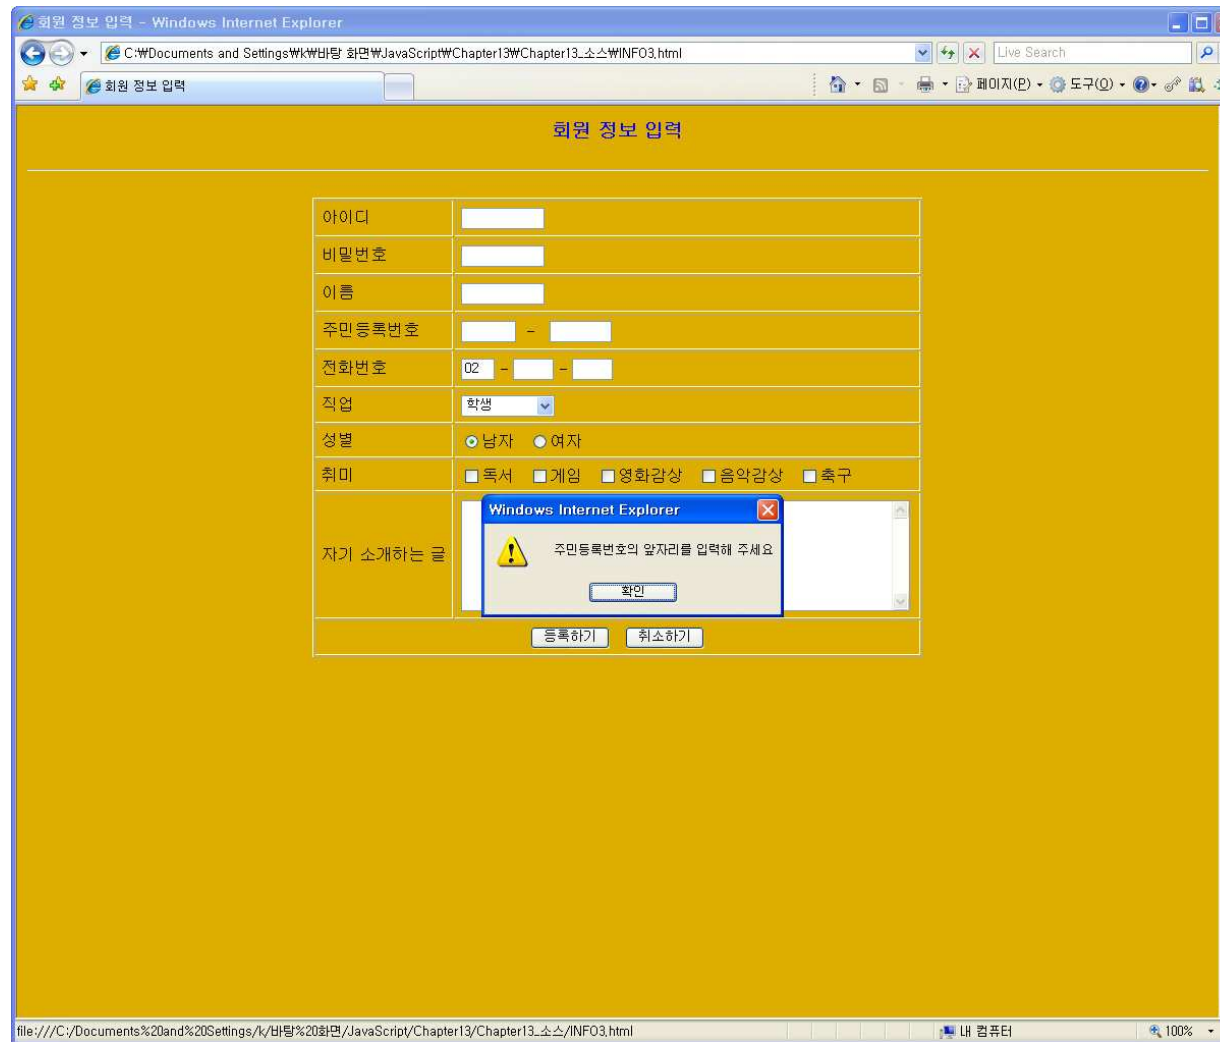 회원 정보 입력 - Windows Internet Explorer
C:\Documents and Settings\k\바탕 화면\JavaScript\Chapter13\Chapter13_소스\INFO3.html
Live Search
회원 정보 입력
페이지(P)
도구(O)
회원 정보 입력
아이디
비밀번호
이름
주민등록번호 -
전화번호 02 - -
직업 학생
성별 남자 여자
취미 독서 게임 영화감상 음악감상 축구
자기 소개하는 글
Windows Internet Explorer
주민등록번호의 앞자리를 입력해 주세요
확인
등록하기 취소하기
file:///C:/Documents%20and%20Settings/k/바탕%20화면/JavaScript/Chapter13/Chapter13_소스/INFO3.html
내 컴퓨터
100%